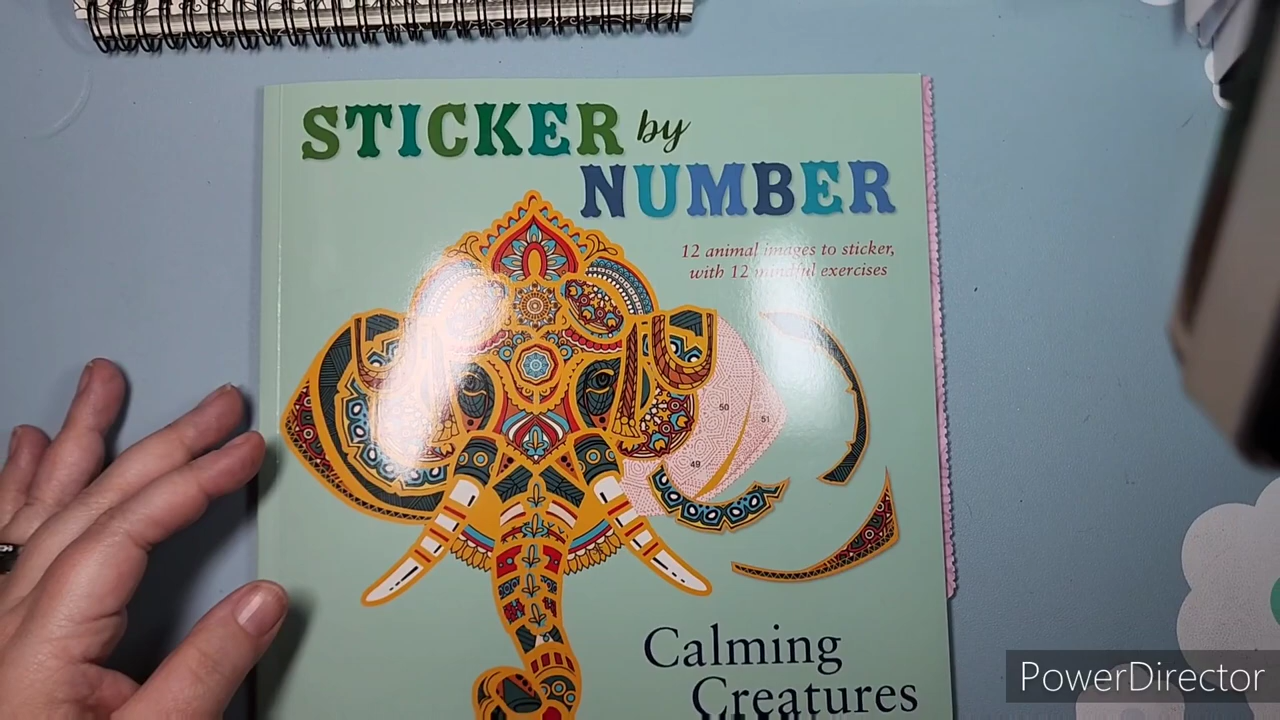 STICKER by
NUMBER
12 animal images to sticker,
with 12 mindful exercises
50
51
49
Calming
Creatures
PowerDirector